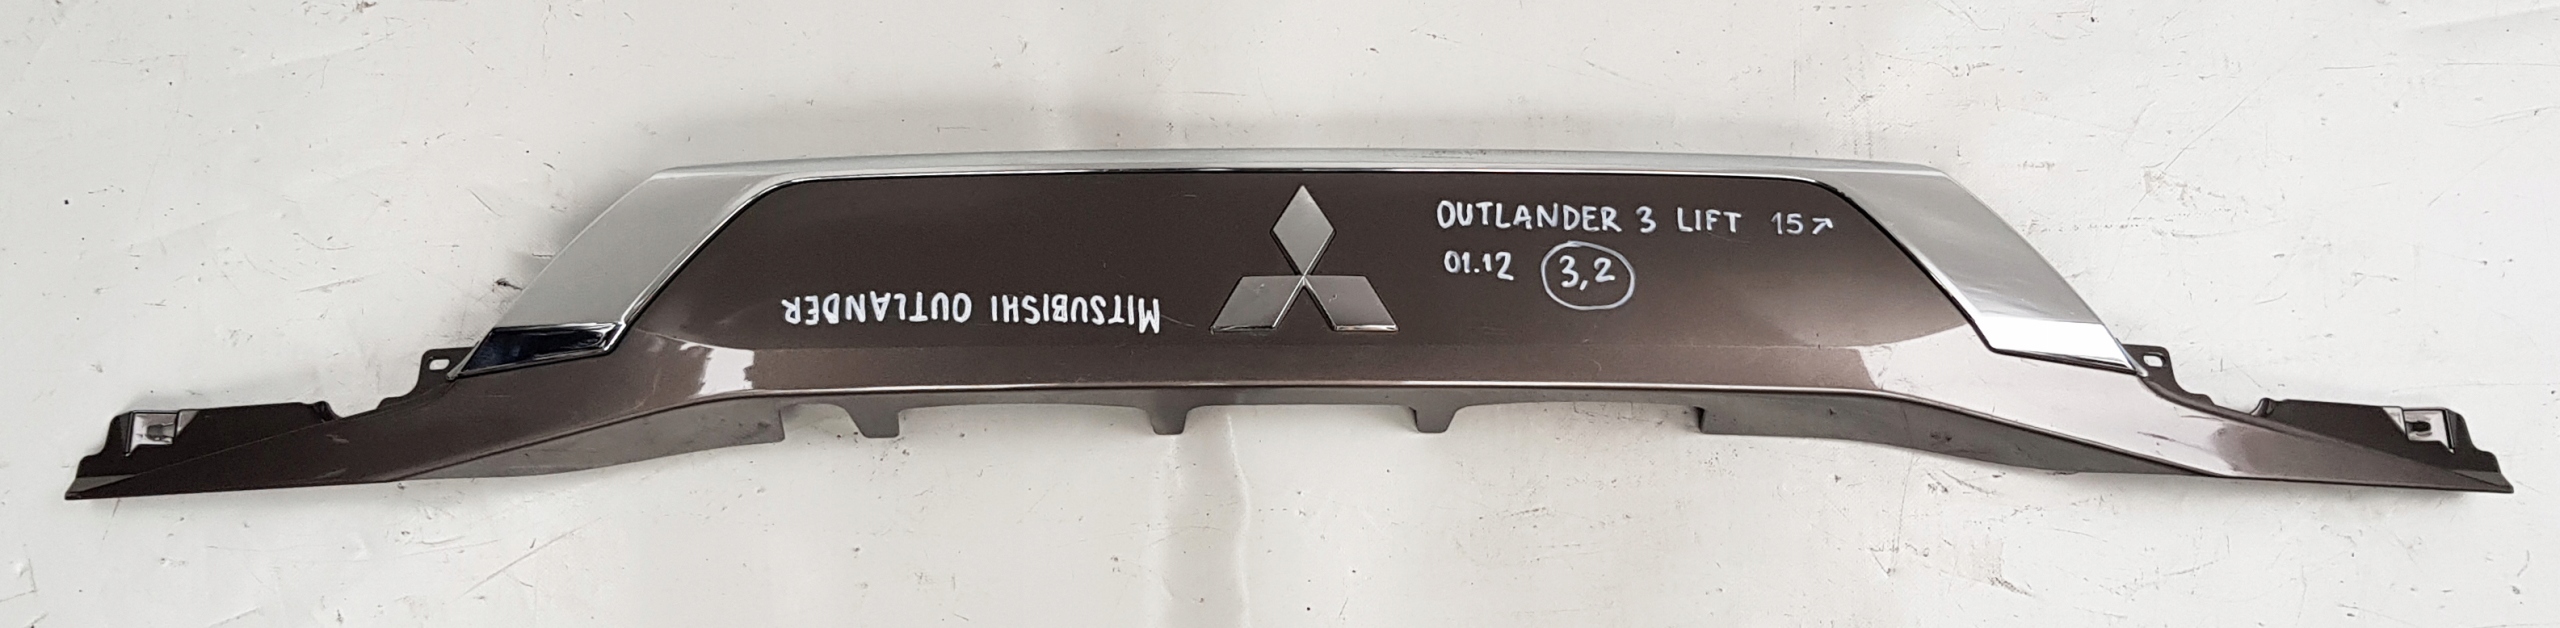 OUTLANDER 3 LIFT 15↗
01.12 3,2
MITSUBISHI OUTLANDER